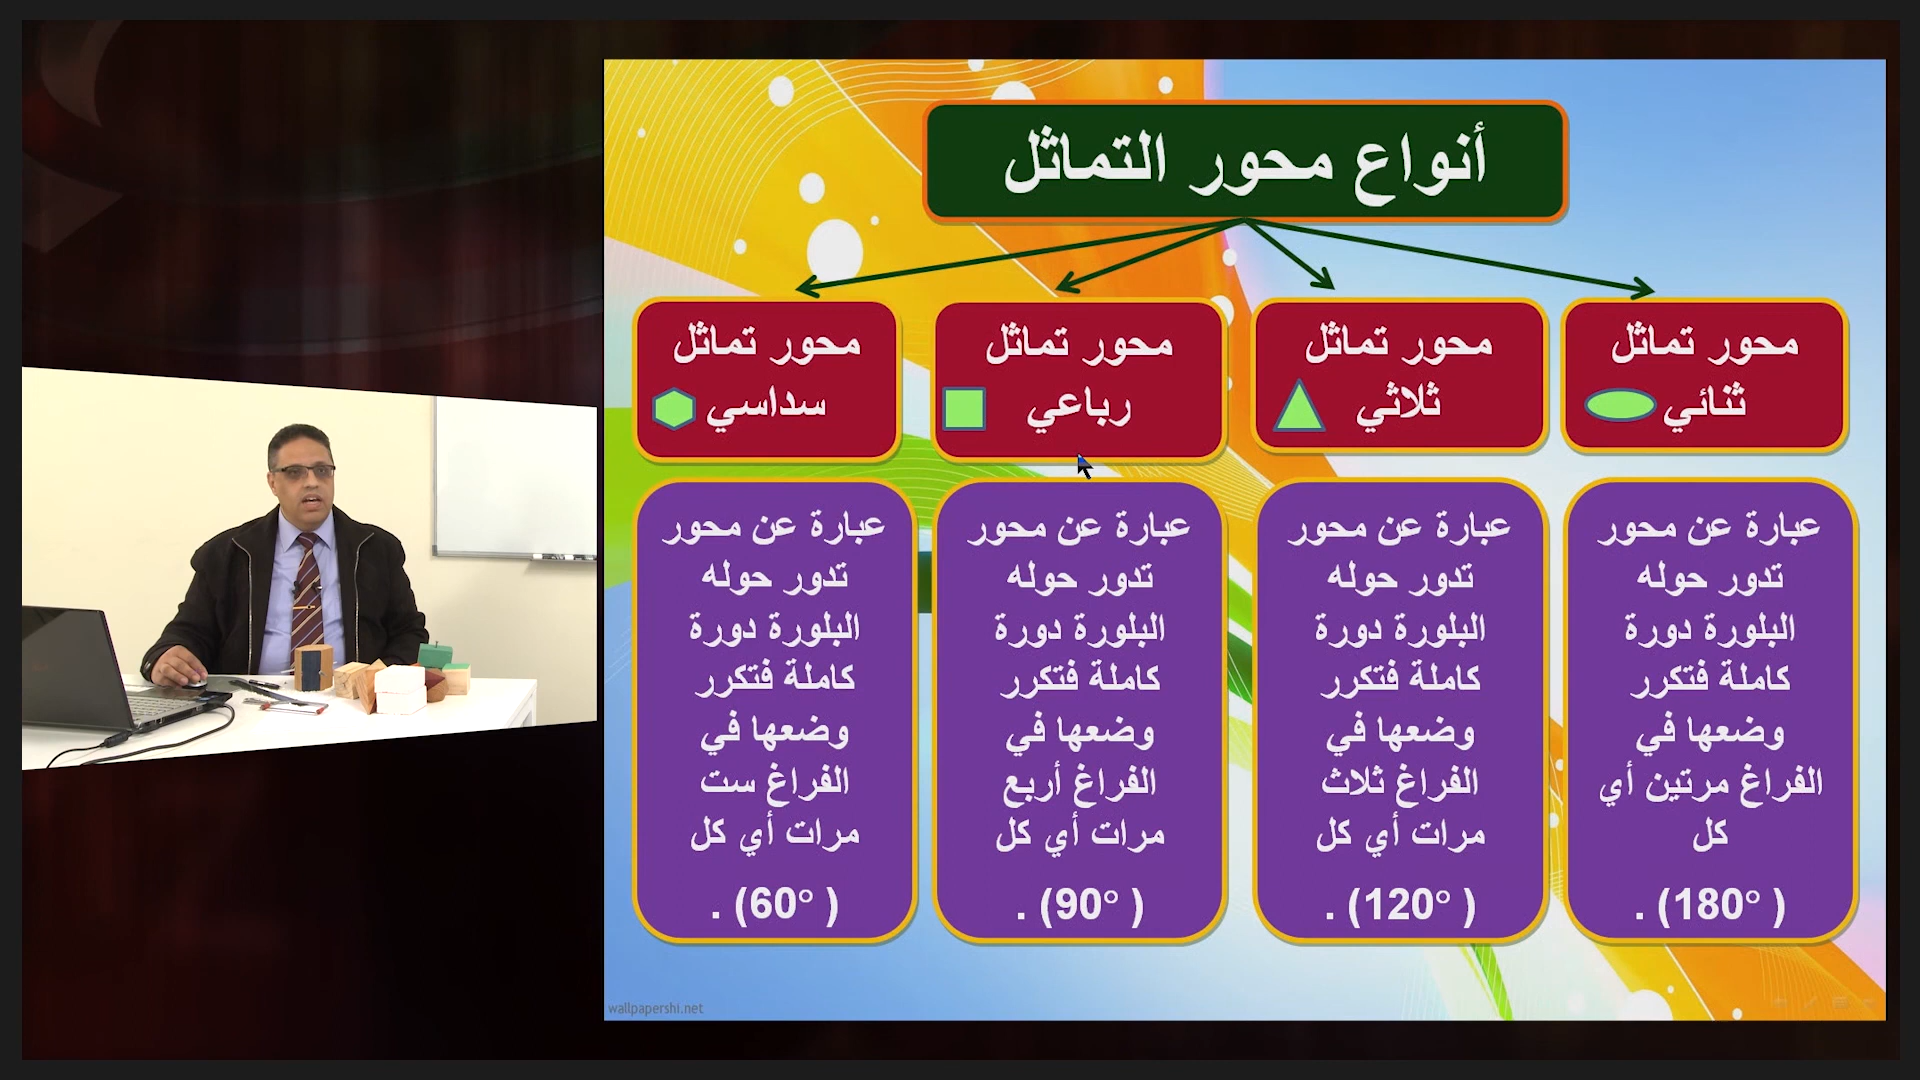 أنواع محور التماثل
محور تماثل
ثنائي
محور تماثل
ثلاثي
محور تماثل
رباعي
محور تماثل
سداسي
عبارة عن محور
تدور حوله
البلورة دورة
كاملة فتكرر
وضعها في
الفراغ مرتين أي
كل
(180° ) .
عبارة عن محور
تدور حوله
البلورة دورة
كاملة فتكرر
وضعها في
الفراغ ثلاث
مرات أي كل
(120° ) .
عبارة عن محور
تدور حوله
البلورة دورة
كاملة فتكرر
وضعها في
الفراغ أربع
مرات أي كل
(90° ) .
عبارة عن محور
تدور حوله
البلورة دورة
كاملة فتكرر
وضعها في
الفراغ ست
مرات أي كل
(60° ) .
wallpapershi.net